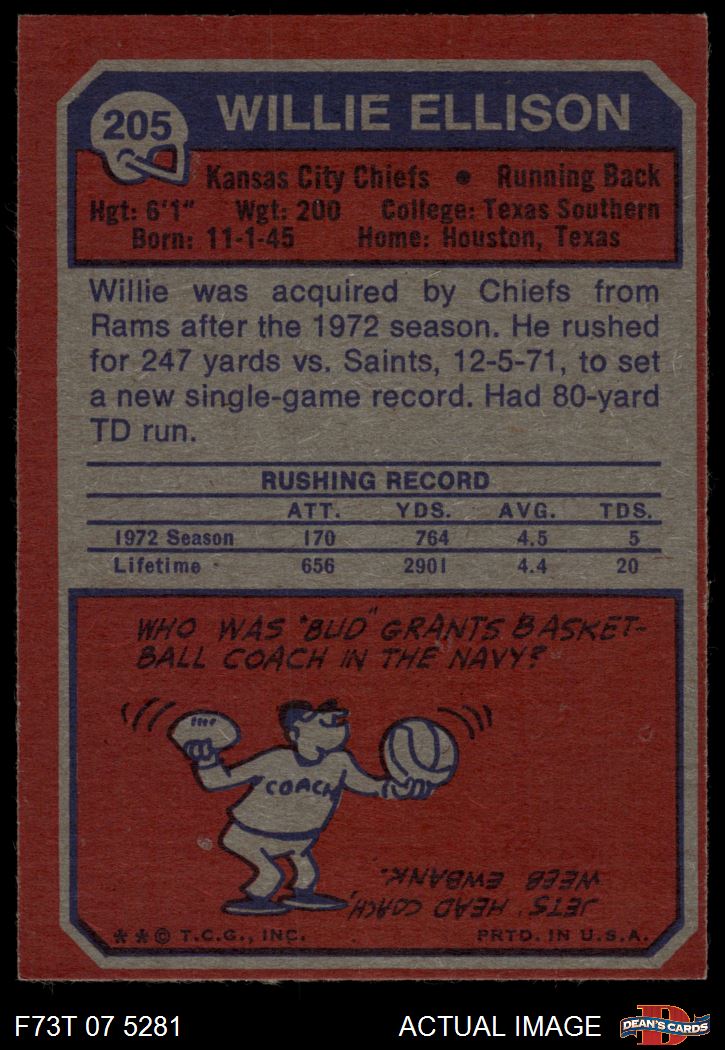 205
WILLIE ELLISON
Kansas City Chiefs • Running Back
Hgt: 6'1" Wgt: 200 College: Texas Southern
Born: 11-1-45 Home: Houston, Texas
Willie was acquired by Chiefs from
Rams after the 1972 season. He rushed
for 247 yards vs. Saints, 12-5-71, to set
a new single-game record. Had 80-yard
TD run.
RUSHING RECORD
ATT. YDS. AVG. TDS.
1972 Season 170 764 4.5 5
Lifetime 656 2901 4.4 20
WHO WAS "BUD" GRANTS BASKET-
BALL COACH IN THE NAVY?
COACH
JETS' HEAD COACH,
WEEB EWBANK.
**© T.C.G., INC. PRTD. IN U.S.A.
F73T 07 5281 ACTUAL IMAGE
D
DEAN'S CARDS